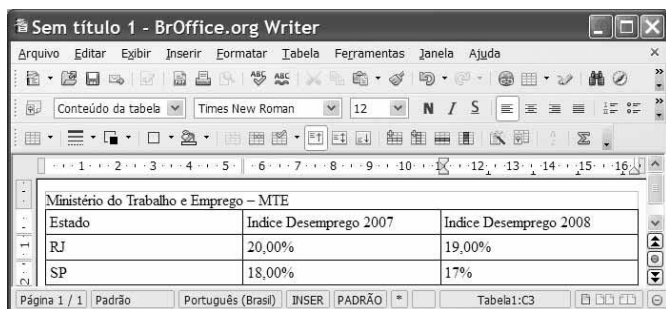 Sem título 1 - BrOffice.org Writer
Arquivo Editar Exibir Inserir Formatar Tabela Ferramentas Janela Ajuda
Conteúdo da tabela Times New Roman 12 N I S
1 2 3 4 5 6 7 8 9 10 11 12 13 14 15 16
Ministério do Trabalho e Emprego – MTE
Estado Indice Desemprego 2007 Indice Desemprego 2008
RJ 20,00% 19,00%
SP 18,00% 17%
Página 1 / 1 Padrão Português (Brasil) INSER PADRÃO * Tabela1:C3